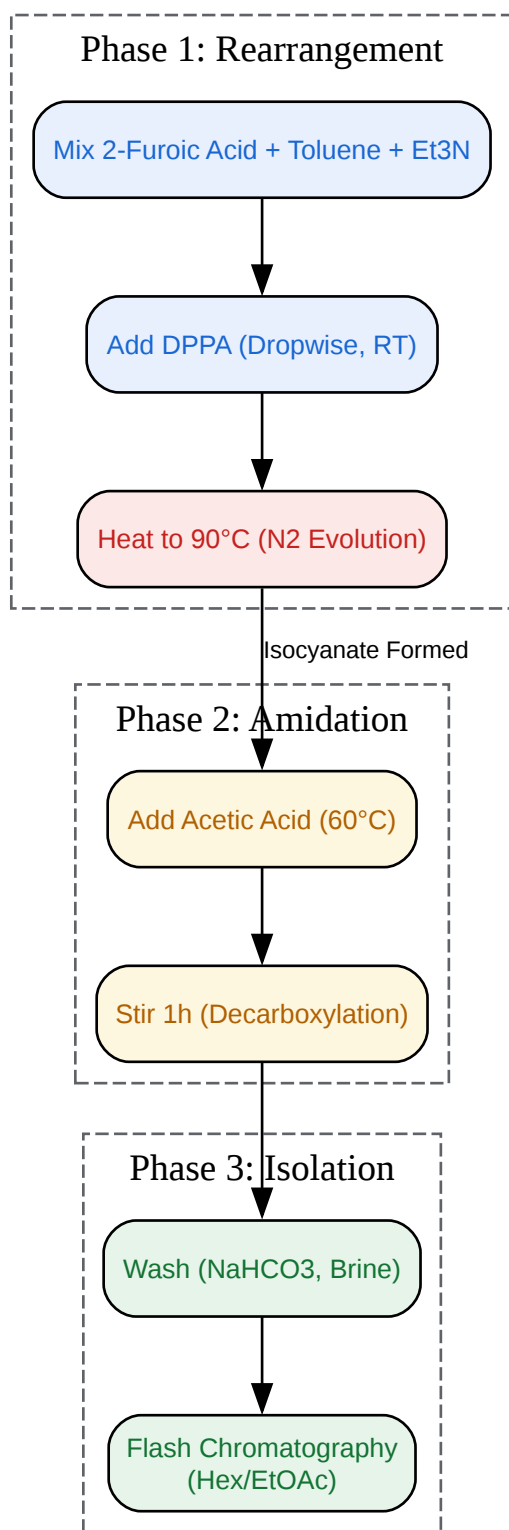 Phase 1: Rearrangement
Mix 2-Furoic Acid + Toluene + Et3N
Add DPPA (Dropwise, RT)
Heat to 90°C (N2 Evolution)
Isocyanate Formed
Phase 2: Amidation
Add Acetic Acid (60°C)
Stir 1h (Decarboxylation)
Phase 3: Isolation
Wash (NaHCO3, Brine)
Flash Chromatography
(Hex/EtOAc)